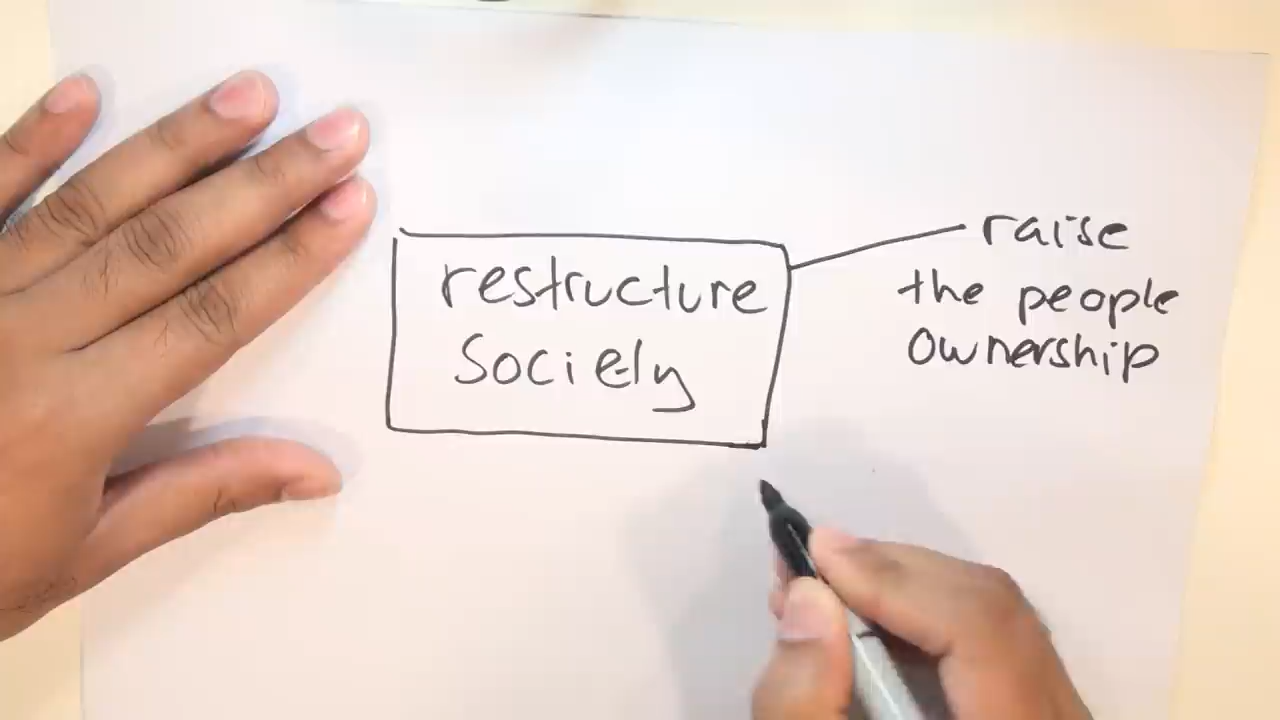 restructure
Society
raise
the people
Ownership